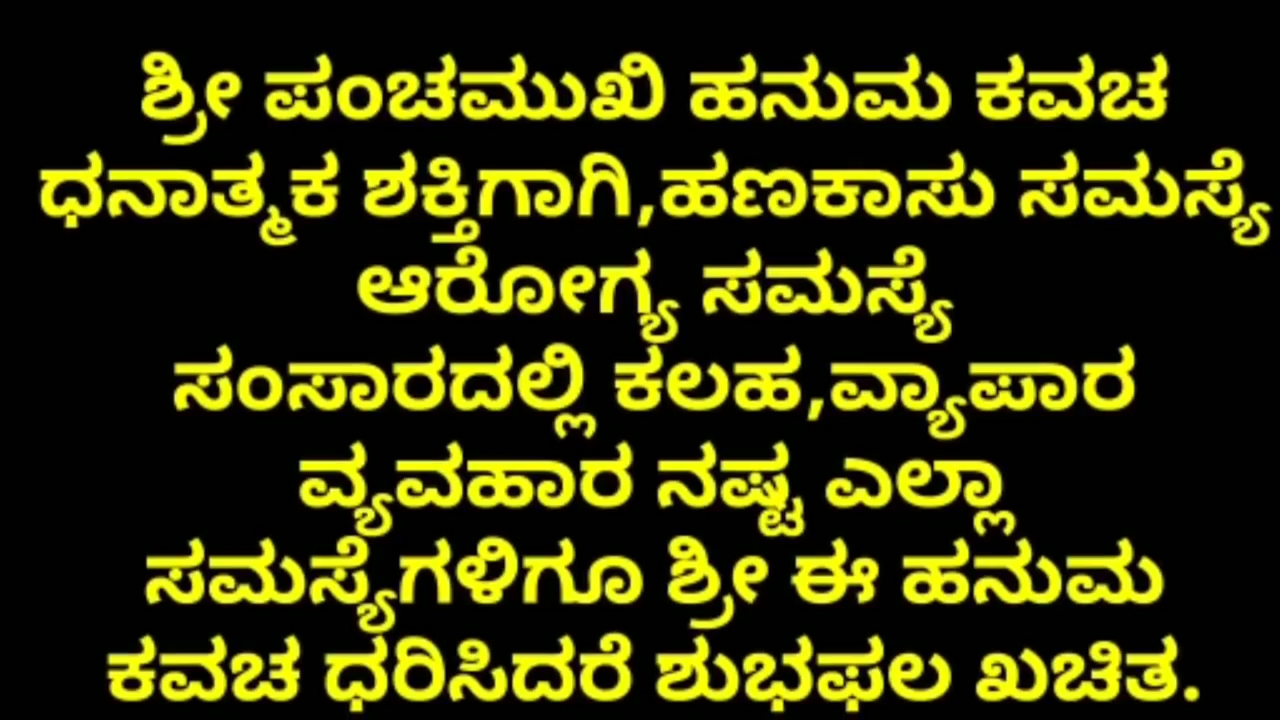 ಶ್ರೀ ಪಂಚಮುಖಿ ಹನುಮ ಕವಚ
ಧನಾತ್ಮಕ ಶಕ್ತಿಗಾಗಿ,ಹಣಕಾಸು ಸಮಸ್ಯೆ
ಆರೋಗ್ಯ ಸಮಸ್ಯೆ
ಸಂಸಾರದಲ್ಲಿ ಕಲಹ,ವ್ಯಾಪಾರ
ವ್ಯವಹಾರ ನಷ್ಟ ಎಲ್ಲಾ
ಸಮಸ್ಯೆಗಳಿಗೂ ಶ್ರೀ ಈ ಹನುಮ
ಕವಚ ಧರಿಸಿದರೆ ಶುಭಫಲ ಖಚಿತ.